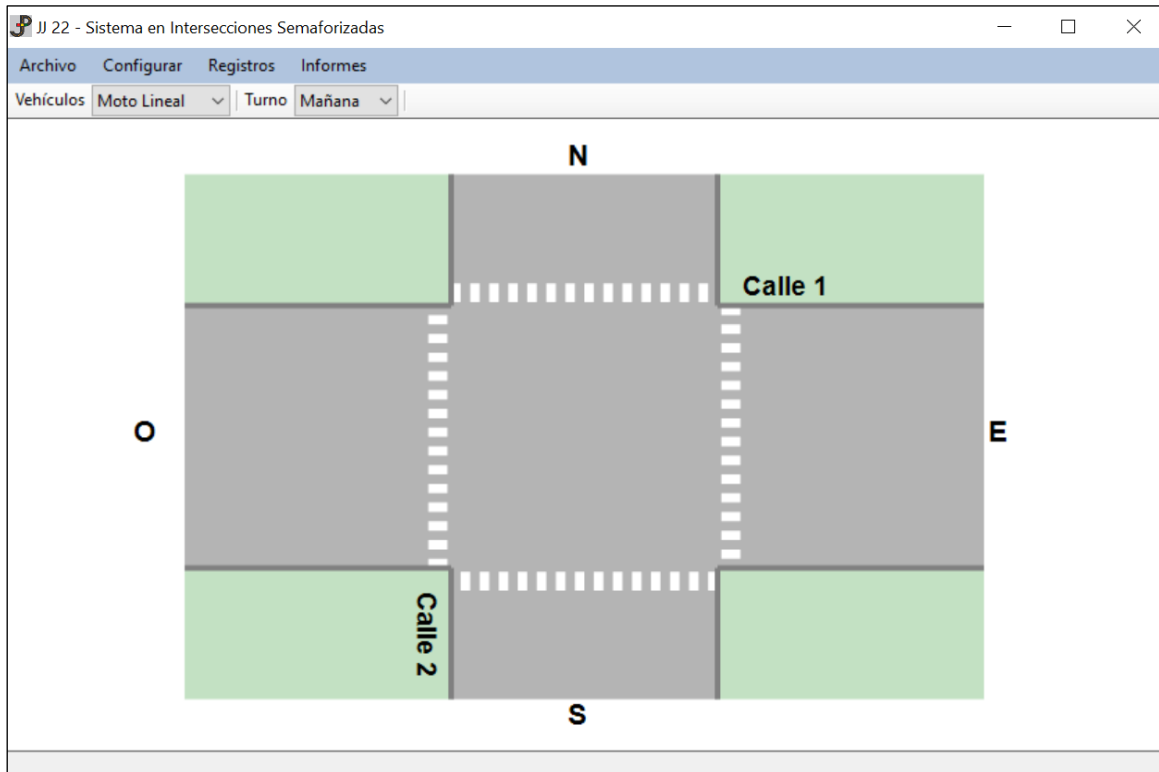 JJ 22 - Sistema en Intersecciones Semaforizadas
Archivo Configurar Registros Informes
Vehículos Moto Lineal Turno Mañana
N
Calle 1
O
E
Calle 2
S